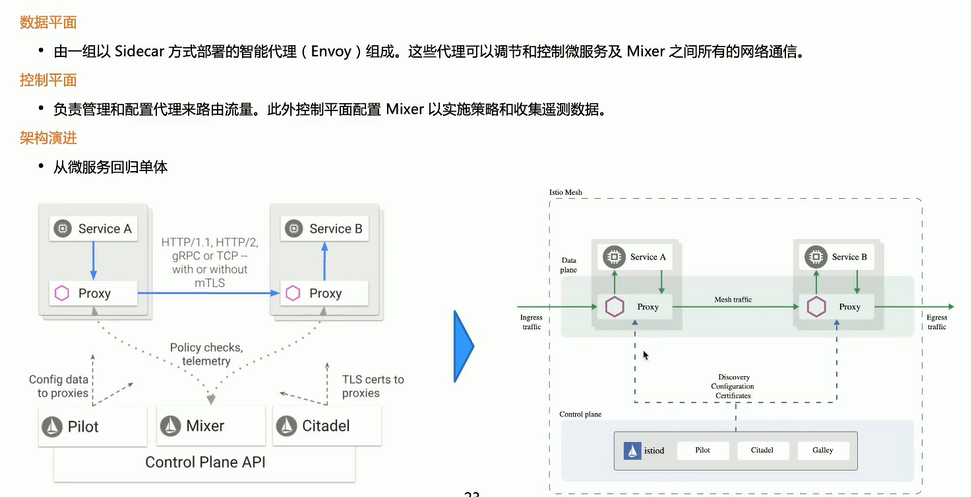 数据平面
• 由一组以 Sidecar 方式部署的智能代理（Envoy）组成。这些代理可以调节和控制微服务及 Mixer 之间所有的网络通信。
控制平面
• 负责管理和配置代理来路由流量。此外控制平面配置 Mixer 以实施策略和收集遥测数据。
架构演进
• 从微服务回归单体
Service A
Service B
HTTP/1.1, HTTP/2,
gRPC or TCP --
with or without
mTLS
Proxy
Proxy
Policy checks,
telemetry
Config data
to proxies
TLS certs to
proxies
Pilot
Mixer
Citadel
Control Plane API
Istio Mesh
Data
plane
Service A
Service B
Proxy
Mesh traffic
Proxy
Ingress
traffic
Egress
traffic
Discovery
Configuration
Certificates
Control plane
istiod
Pilot
Citadel
Galley